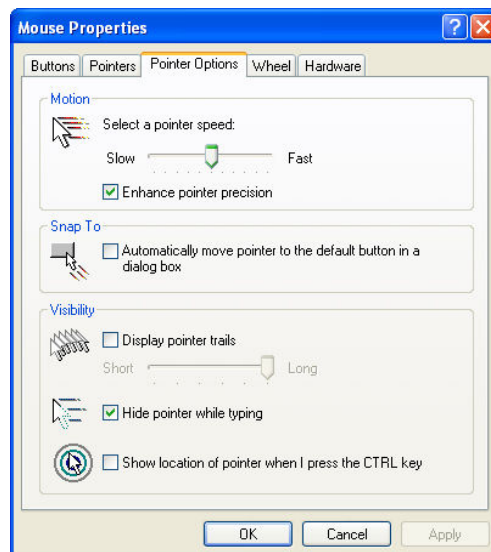 Mouse Properties
Buttons Pointers Pointer Options Wheel Hardware
Motion
Select a pointer speed:
Slow Fast
Enhance pointer precision
Snap To
Automatically move pointer to the default button in a
dialog box
Visibility
Display pointer trails
Short Long
Hide pointer while typing
Show location of pointer when I press the CTRL key
OK Cancel Apply